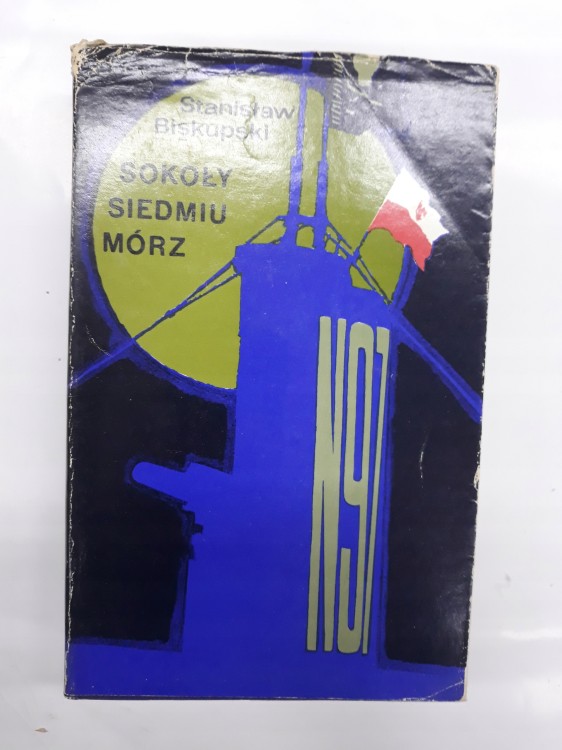 Stanisław
Biskupski
SOKOŁY
SIEDMIU
MÓRZ
N97